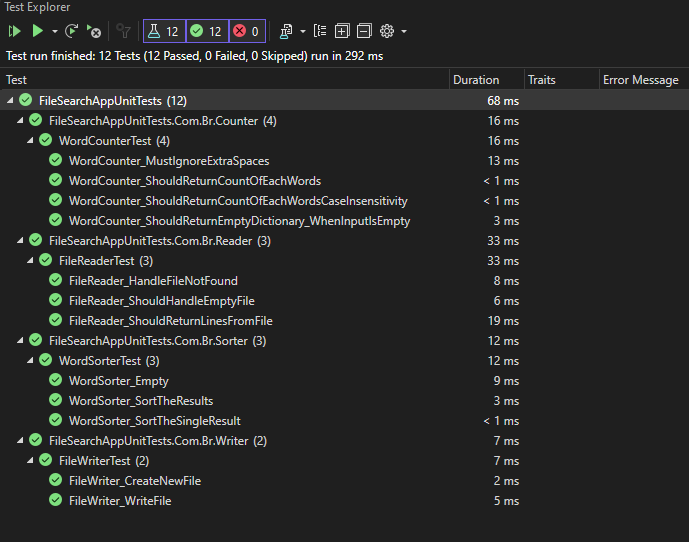 Test Explorer
12 12 0
Test run finished: 12 Tests (12 Passed, 0 Failed, 0 Skipped) run in 292 ms
Test Duration Traits Error Message
FileSearchAppUnitTests (12) 68 ms
FileSearchAppUnitTests.Com.Br.Counter (4) 16 ms
WordCounterTest (4) 16 ms
WordCounter_MustIgnoreExtraSpaces 13 ms
WordCounter_ShouldReturnCountOfEachWords < 1 ms
WordCounter_ShouldReturnCountOfEachWordsCaseInsensitivity < 1 ms
WordCounter_ShouldReturnEmptyDictionary_WhenInputIsEmpty 3 ms
FileSearchAppUnitTests.Com.Br.Reader (3) 33 ms
FileReaderTest (3) 33 ms
FileReader_HandleFileNotFound 8 ms
FileReader_ShouldHandleEmptyFile 6 ms
FileReader_ShouldReturnLinesFromFile 19 ms
FileSearchAppUnitTests.Com.Br.Sorter (3) 12 ms
WordSorterTest (3) 12 ms
WordSorter_Empty 9 ms
WordSorter_SortTheResults 3 ms
WordSorter_SortTheSingleResult < 1 ms
FileSearchAppUnitTests.Com.Br.Writer (2) 7 ms
FileWriterTest (2) 7 ms
FileWriter_CreateNewFile 2 ms
FileWriter_WriteFile 5 ms